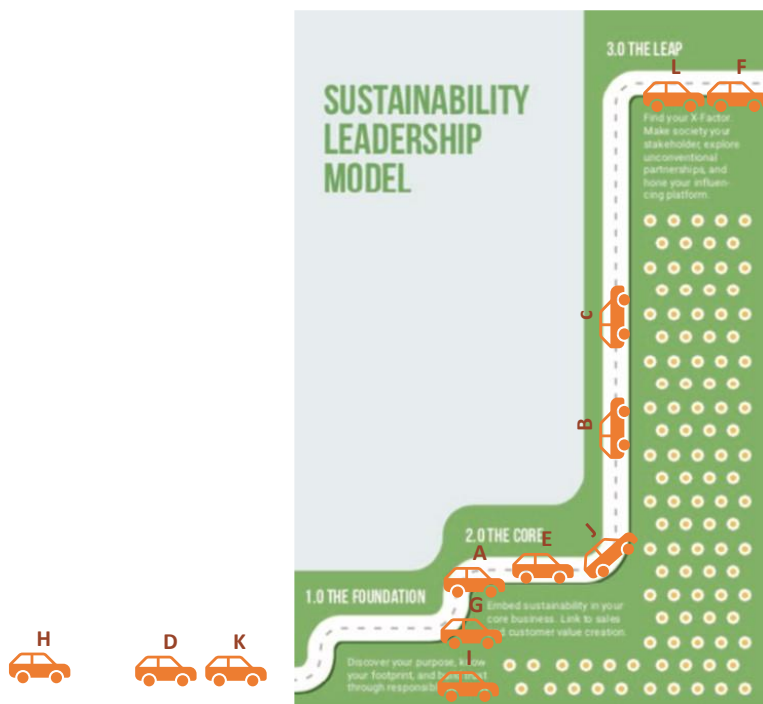 3.0 THE LEAP
L
F
SUSTAINABILITY
LEADERSHIP
MODEL
Find your X-Factor.
Make society your
stakeholder, explore
unconventional
partnerships, and
hone your influen-
cing platform.
C
B
J
2.0 THE CORE
E
A
1.0 THE FOUNDATION
G
Embed sustainability in your
core business. Link to sales
customer value creation.
H
D
K
I
Discover your purpose, know
your footprint, and
through